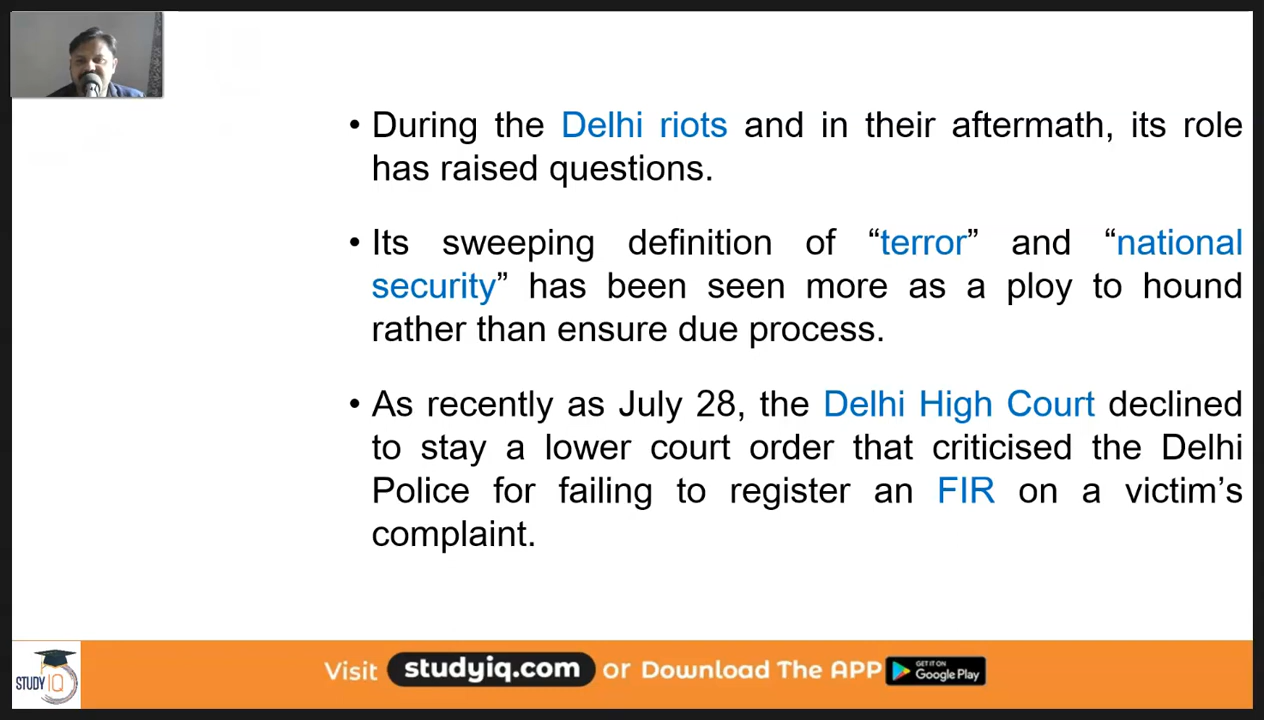 • During the Delhi riots and in their aftermath, its role
has raised questions.
• Its sweeping definition of “terror” and “national
security” has been seen more as a ploy to hound
rather than ensure due process.
• As recently as July 28, the Delhi High Court declined
to stay a lower court order that criticised the Delhi
Police for failing to register an FIR on a victim’s
complaint.
STUDY IQ
Visit studyiq.com or Download The APP GET IT ON Google Play